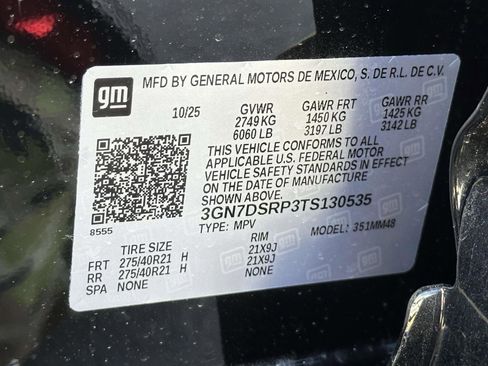 gm
MFD BY GENERAL MOTORS DE MEXICO, S. DE R.L. DE C.V.
10/25 GVWR GAWR FRT GAWR RR
2749 KG 1450 KG 1425 KG
6060 LB 3197 LB 3142 LB
THIS VEHICLE CONFORMS TO ALL
APPLICABLE U.S. FEDERAL MOTOR
VEHICLE SAFETY STANDARDS IN EFFECT
ON THE DATE OF MANUFACTURE
SHOWN ABOVE.
3GN7DSRP3TS130535
8555 TYPE: MPV MODEL: 351MM48
TIRE SIZE RIM
FRT 275/40R21 H 21X9J
RR 275/40R21 H 21X9J
SPA NONE NONE